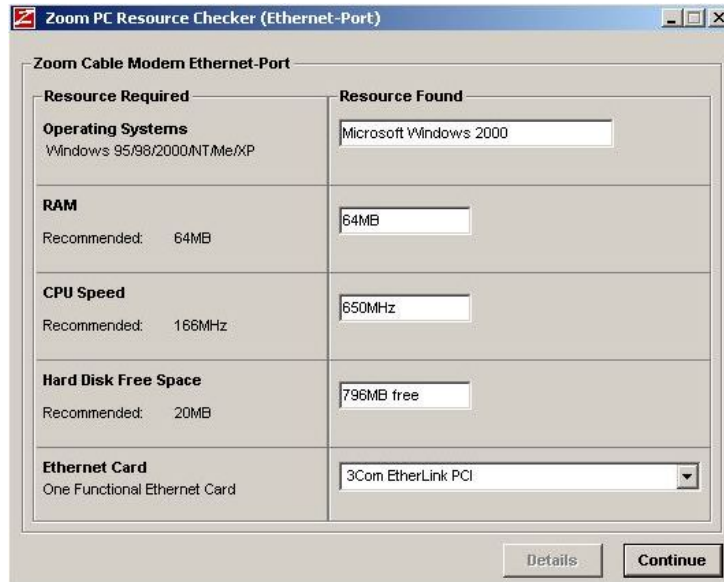 Zoom PC Resource Checker (Ethernet-Port)
Zoom Cable Modem Ethernet-Port
Resource Required
Resource Found
Operating Systems
Windows 95/98/2000/NT/Me/XP
Microsoft Windows 2000
RAM
Recommended: 64MB
64MB
CPU Speed
Recommended: 166MHz
650MHz
Hard Disk Free Space
Recommended: 20MB
796MB free
Ethernet Card
One Functional Ethernet Card
3Com EtherLink PCI
Details
Continue